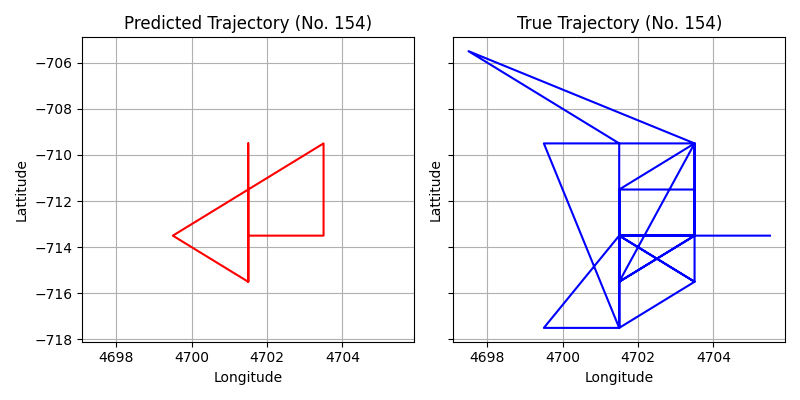 Predicted Trajectory (No. 154)
True Trajectory (No. 154)
−706
−708
−710
−712
−714
−716
−718
Lattitude
Lattitude
4698 4700 4702 4704
4698 4700 4702 4704
Longitude
Longitude